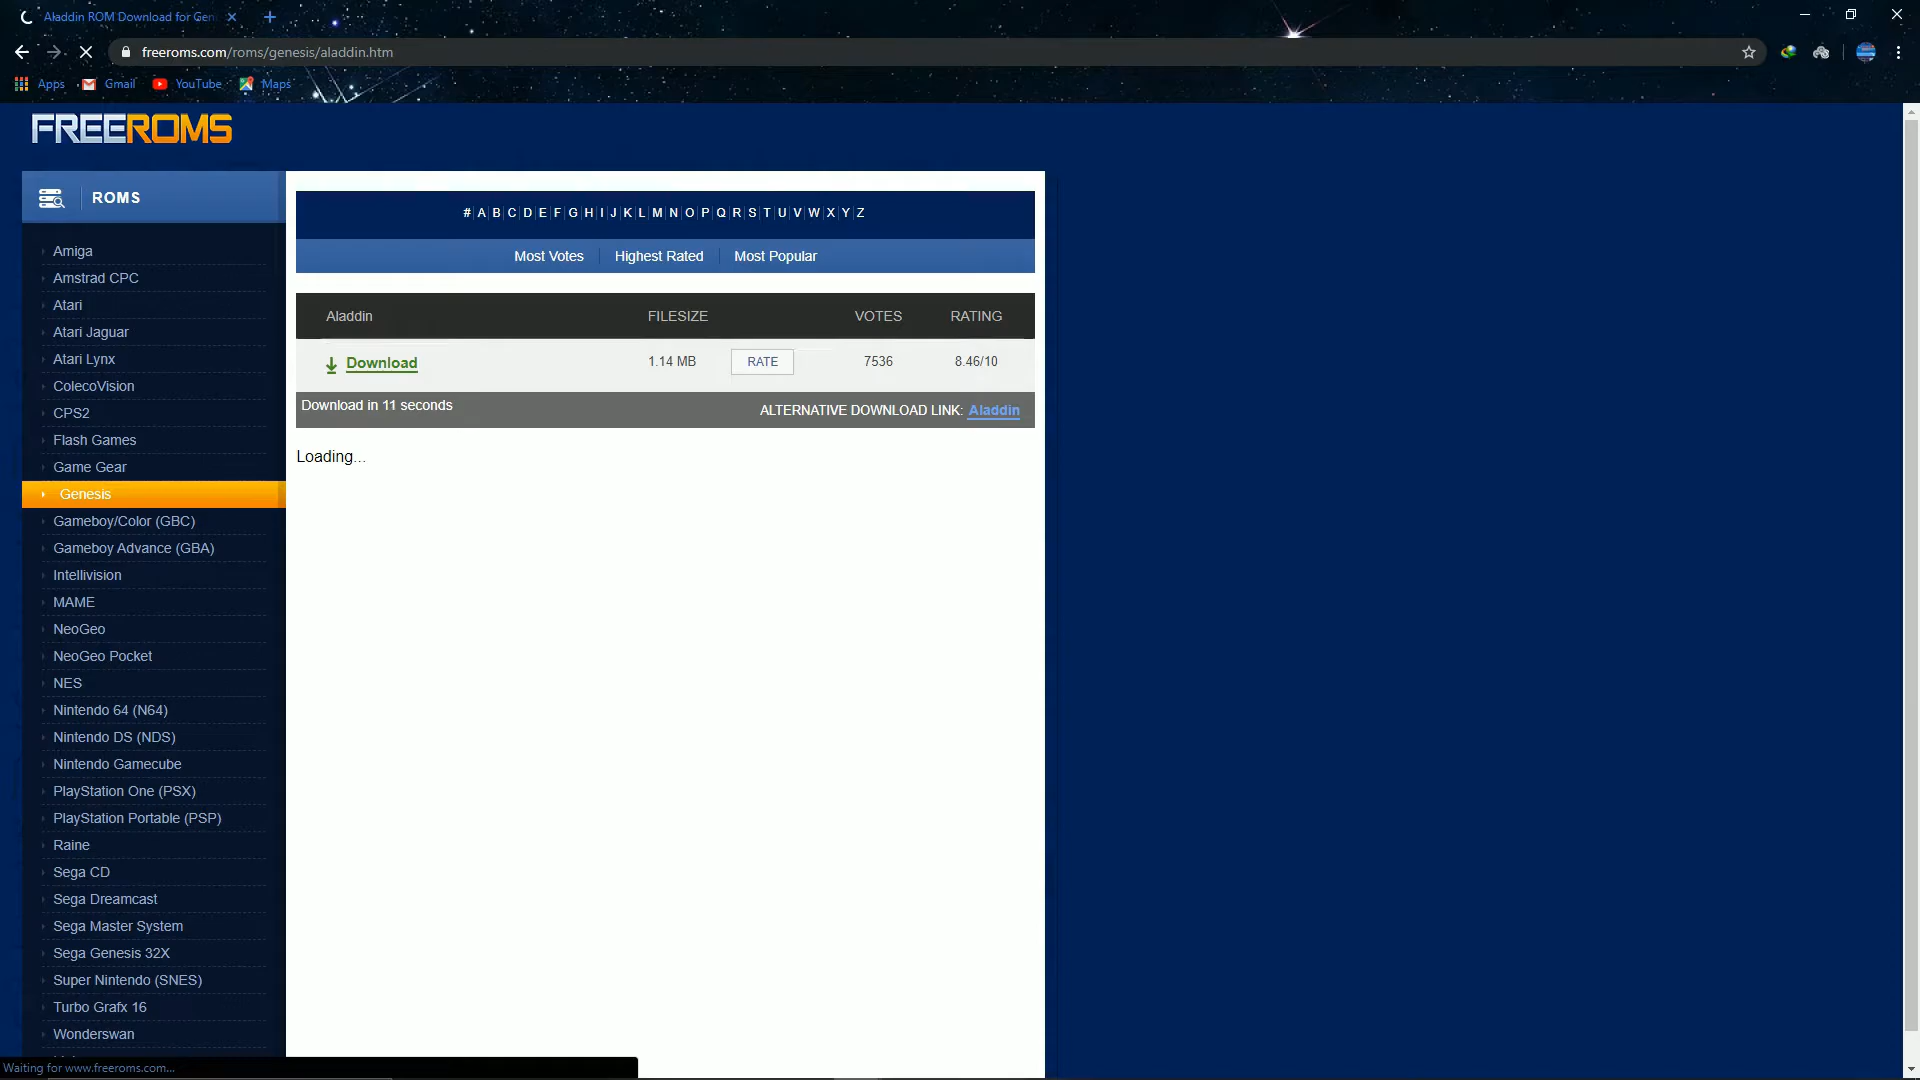 Aladdin ROM Download for Gen
freeroms.com/roms/genesis/aladdin.htm
Apps Gmail YouTube Maps
FREEROMS
ROMS
Amiga
Amstrad CPC
Atari
Atari Jaguar
Atari Lynx
ColecoVision
CPS2
Flash Games
Game Gear
Genesis
Gameboy/Color (GBC)
Gameboy Advance (GBA)
Intellivision
MAME
NeoGeo
NeoGeo Pocket
NES
Nintendo 64 (N64)
Nintendo DS (NDS)
Nintendo Gamecube
PlayStation One (PSX)
PlayStation Portable (PSP)
Raine
Sega CD
Sega Dreamcast
Sega Master System
Sega Genesis 32X
Super Nintendo (SNES)
Turbo Grafx 16
Wonderswan
# A B C D E F G H I J K L M N O P Q R S T U V W X Y Z
Most Votes Highest Rated Most Popular
Aladdin FILESIZE VOTES RATING
Download 1.14 MB RATE 7536 8.46/10
Download in 11 seconds ALTERNATIVE DOWNLOAD LINK: Aladdin
Loading...
Waiting for www.freeroms.com...